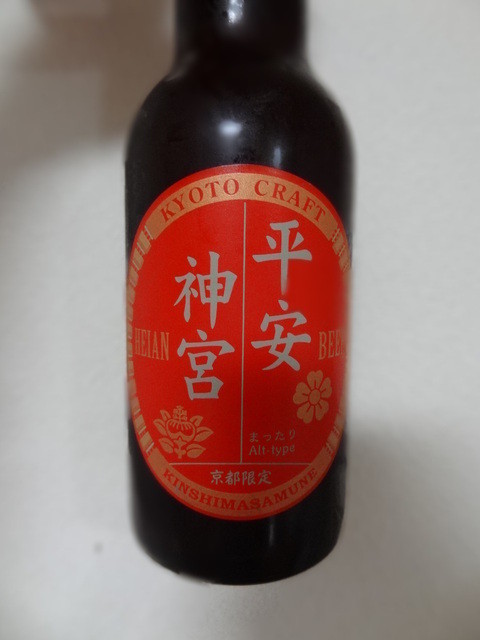 KYOTO CRAFT
平安
神宮
HEIAN
BEER
まったり
Alt-type
京都限定
KINSHIMASAMUNE